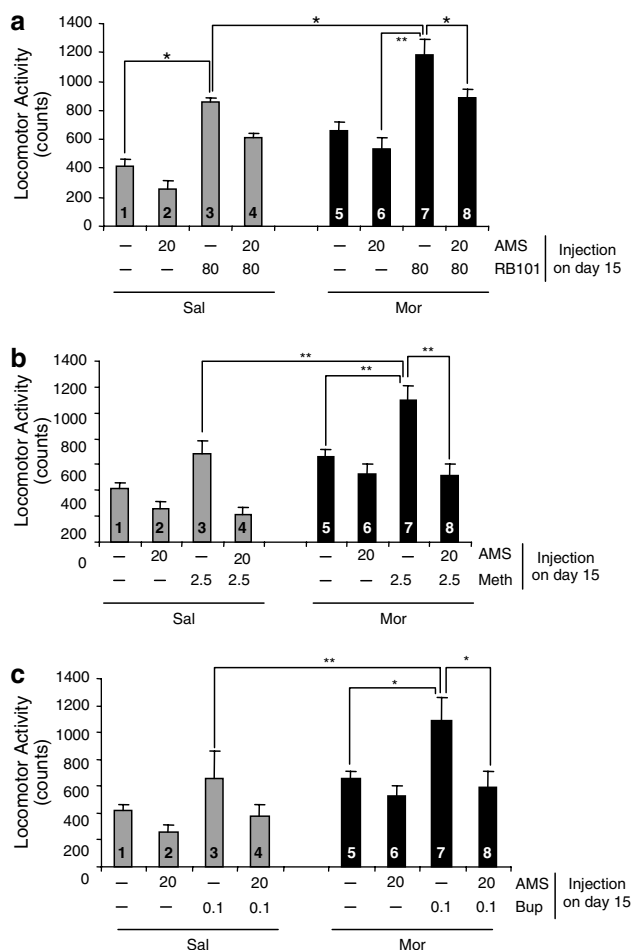 a
Locomotor Activity
(counts)
1400
1200
1000
800
600
400
200
0
*
*
**
*
1 2 3 4 5 6 7 8
— 20 — 20 — 20 — 20 AMS
— — 80 80 — — 80 80 RB101
Injection
on day 15
Sal Mor
b
Locomotor Activity
(counts)
1400
1200
1000
800
600
400
200
0
**
**
**
1 2 3 4 5 6 7 8
— 20 — 20 — 20 — 20 AMS
— — 2.5 2.5 — — 2.5 2.5 Meth
Injection
on day 15
Sal Mor
c
Locomotor Activity
(counts)
1400
1200
1000
800
600
400
200
0
**
*
*
1 2 3 4 5 6 7 8
— 20 — 20 — 20 — 20 AMS
— — 0.1 0.1 — — 0.1 0.1 Bup
Injection
on day 15
Sal Mor